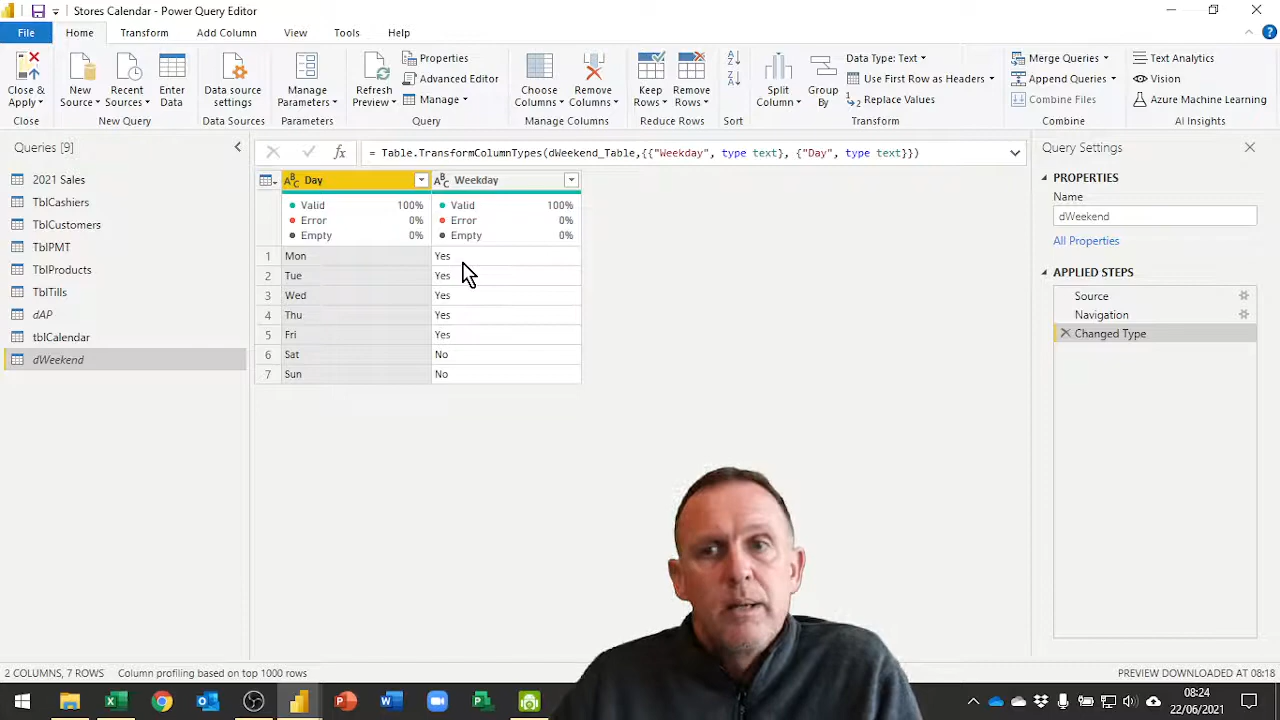 Stores Calendar - Power Query Editor
File Home Transform Add Column View Tools Help
Close & Apply
New Source
Recent Sources
Enter Data
Data source settings
Manage Parameters
Refresh Preview
Properties
Advanced Editor
Manage
Choose Columns
Remove Columns
Keep Rows
Remove Rows
Split Column
Group By
Data Type: Text
Use First Row as Headers
Replace Values
Merge Queries
Append Queries
Combine Files
Text Analytics
Vision
Azure Machine Learning
Close New Query Data Sources Parameters Query Manage Columns Reduce Rows Sort Transform Combine AI Insights
Queries [9]
2021 Sales
TblCashiers
TblCustomers
TblPMT
TblProducts
TblTills
dAP
tblCalendar
dWeekend
fx = Table.TransformColumnTypes(dWeekend_Table,{{"Weekday", type text}, {"Day", type text}})
ABC Day ABC Weekday
Valid 100% Valid 100%
Error 0% Error 0%
Empty 0% Empty 0%
1 Mon Yes
2 Tue Yes
3 Wed Yes
4 Thu Yes
5 Fri Yes
6 Sat No
7 Sun No
Query Settings
PROPERTIES
Name
dWeekend
All Properties
APPLIED STEPS
Source
Navigation
Changed Type
2 COLUMNS, 7 ROWS Column profiling based on top 1000 rows
PREVIEW DOWNLOADED AT 08:18
08:24
22/06/2021